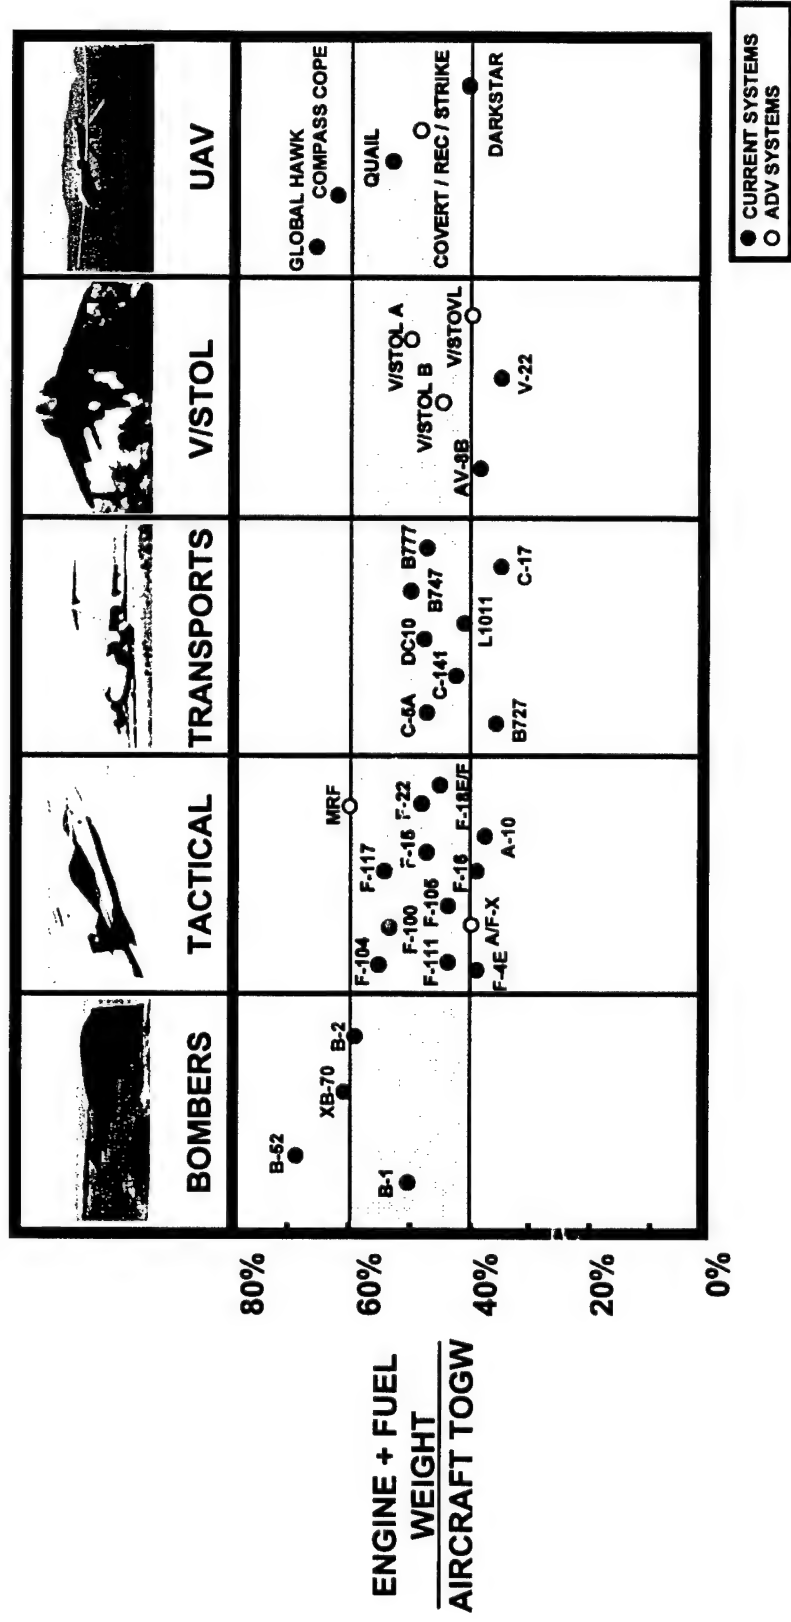 BOMBERS
TACTICAL
TRANSPORTS
V/STOL
UAV
80%
60%
40%
20%
0%
ENGINE + FUEL
WEIGHT
AIRCRAFT TOGW
B-52
XB-70
B-2
B-1
MRF
F-117
F-104
F-100
F-15
F-22
F-111
F-105
F-16
F-18E/F
F-4E
A/F-X
A-10
C-5A
DC10
B777
C-141
B747
L1011
B727
C-17
V/STOL A
V/STOL B
V/STOVL
AV-8B
V-22
GLOBAL HAWK
COMPASS COPE
QUAIL
COVERT / REC / STRIKE
DARKSTAR
CURRENT SYSTEMS
ADV SYSTEMS